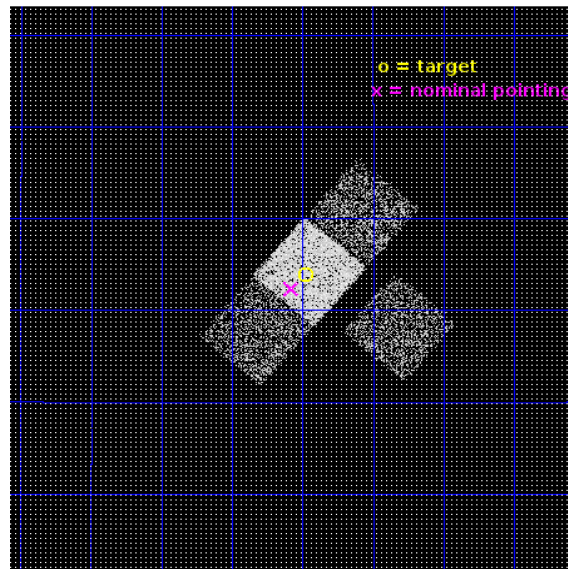 o = target
x = nominal pointing